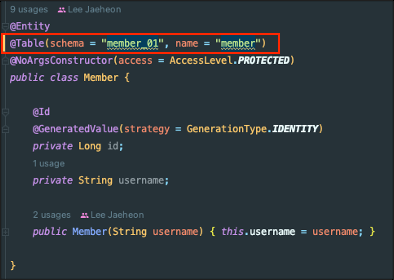 9 usages Lee Jaeheon
@Entity
@Table(schema = "member_01", name = "member")
@NoArgsConstructor(access = AccessLevel.PROTECTED)
public class Member {
@Id
@GeneratedValue(strategy = GenerationType.IDENTITY)
private Long id;
1 usage
private String username;
2 usages Lee Jaeheon
public Member(String username) { this.username = username; }
}